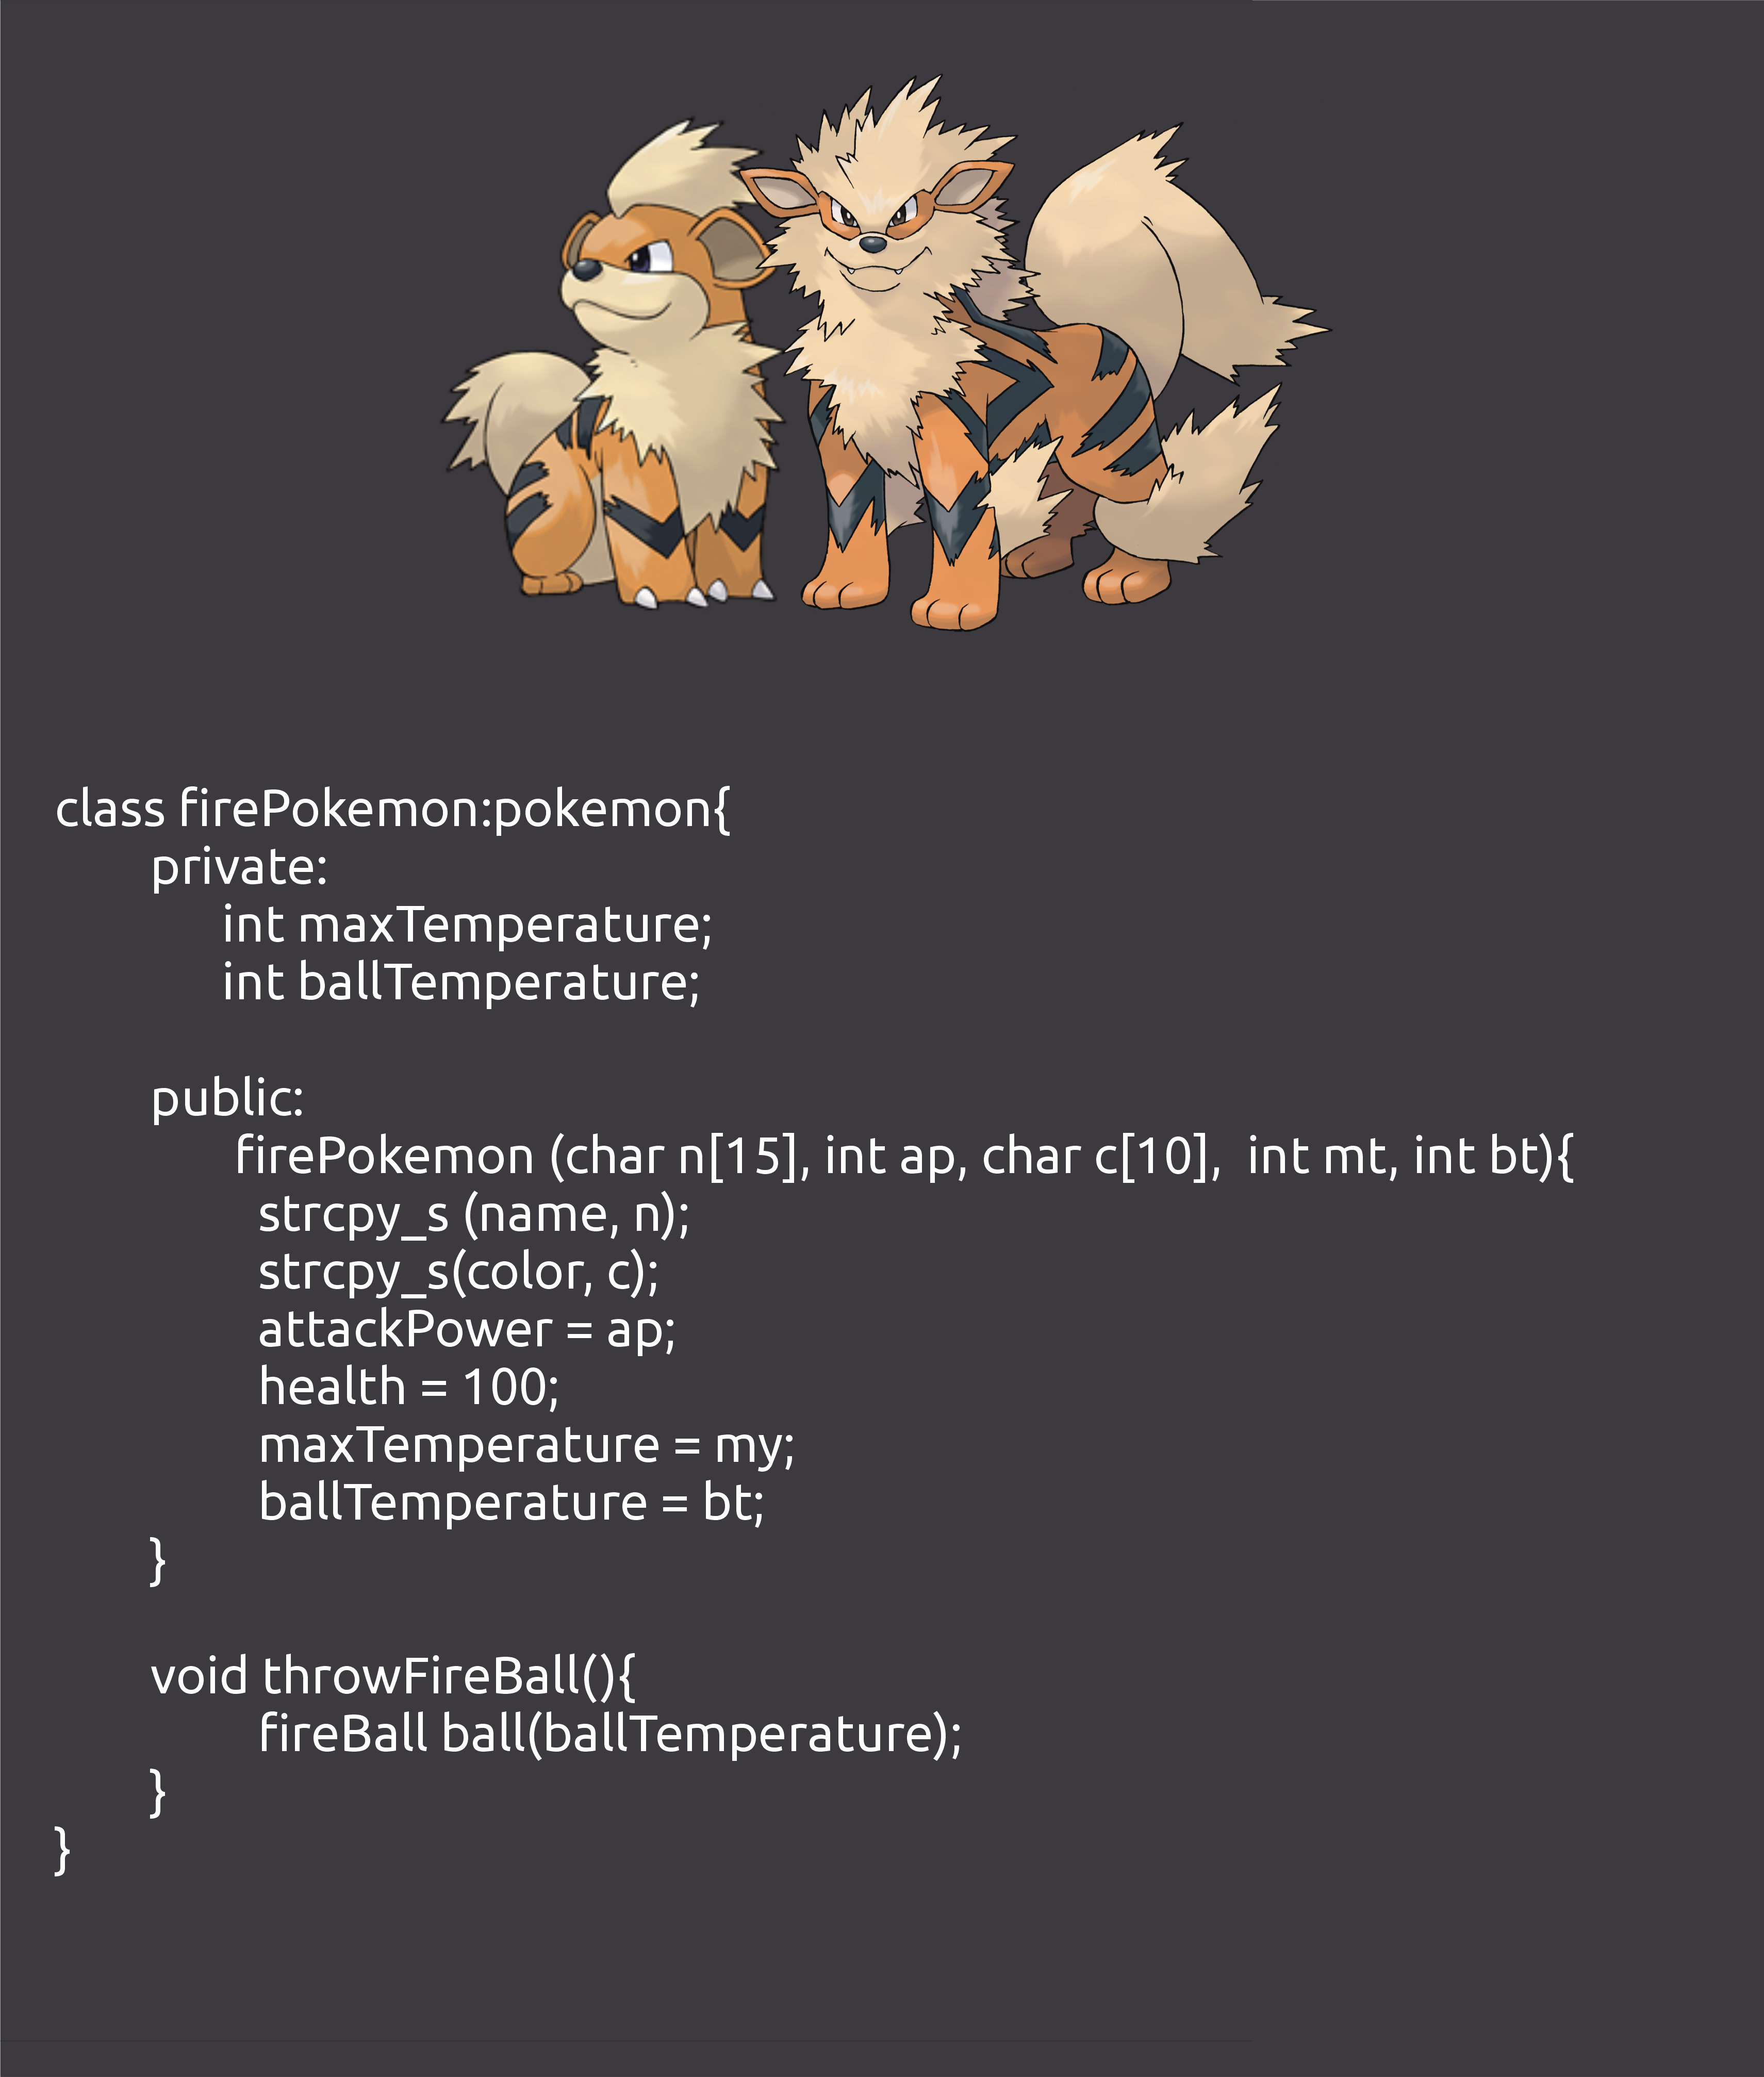 class firePokemon:pokemon{
private:
int maxTemperature;
int ballTemperature;
public:
firePokemon (char n[15], int ap, char c[10],  int mt, int bt){
strcpy_s (name, n);
strcpy_s(color, c);
attackPower = ap;
health = 100;
maxTemperature = my;
ballTemperature = bt;
}
void throwFireBall(){
fireBall ball(ballTemperature);
}
}